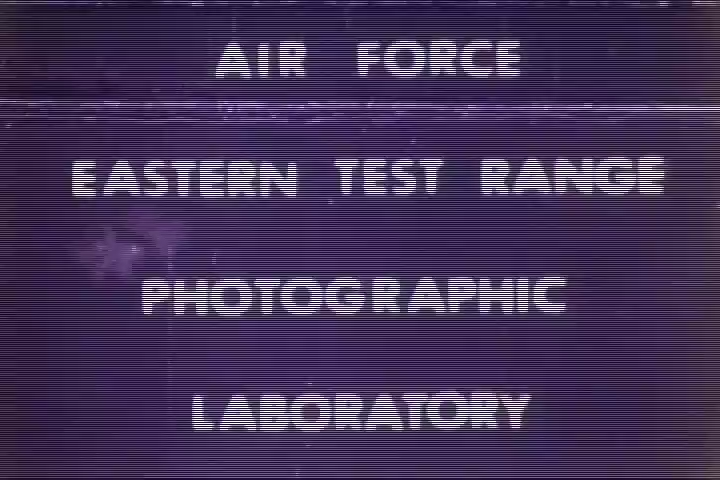 AIR FORCE
EASTERN TEST RANGE
PHOTOGRAPHIC
LABORATORY